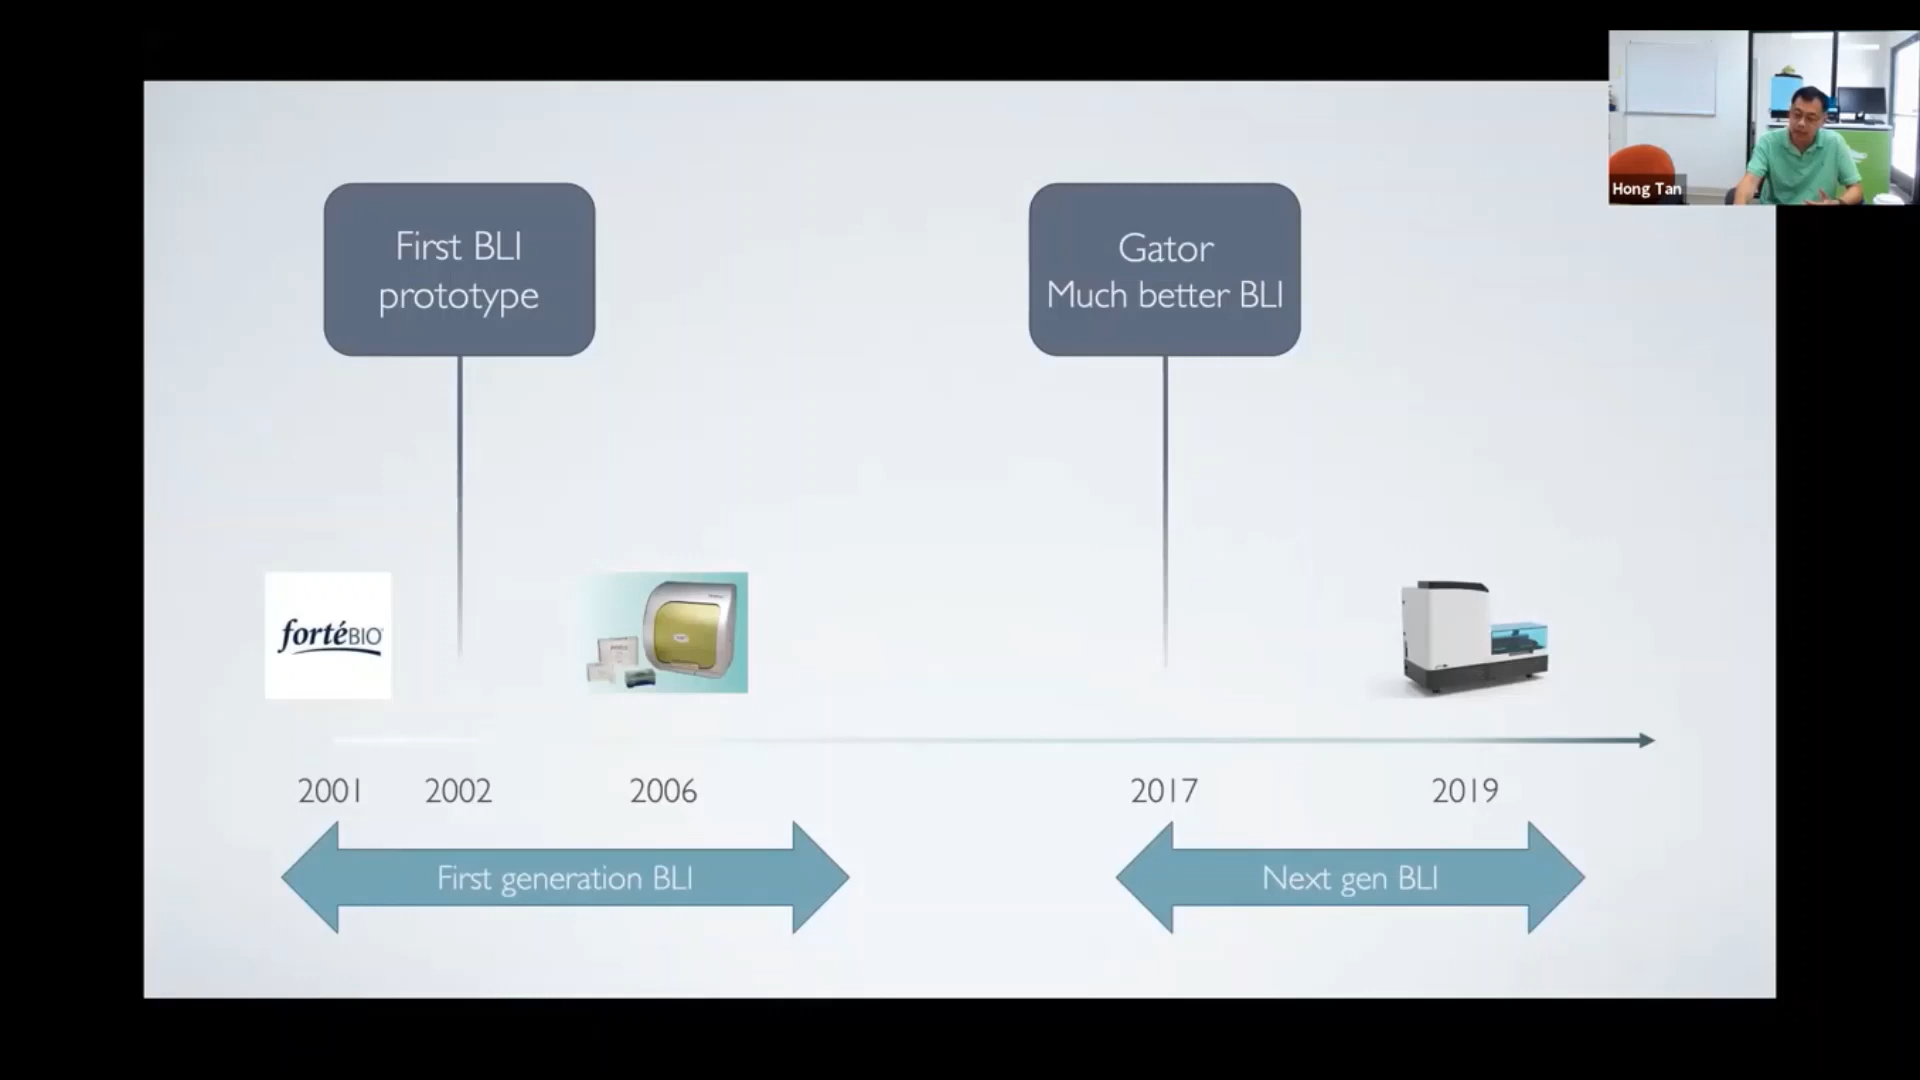 Hong Tan
First BLI
prototype
Gator
Much better BLI
fortéBIO
2001
2002
2006
2017
2019
First generation BLI
Next gen BLI